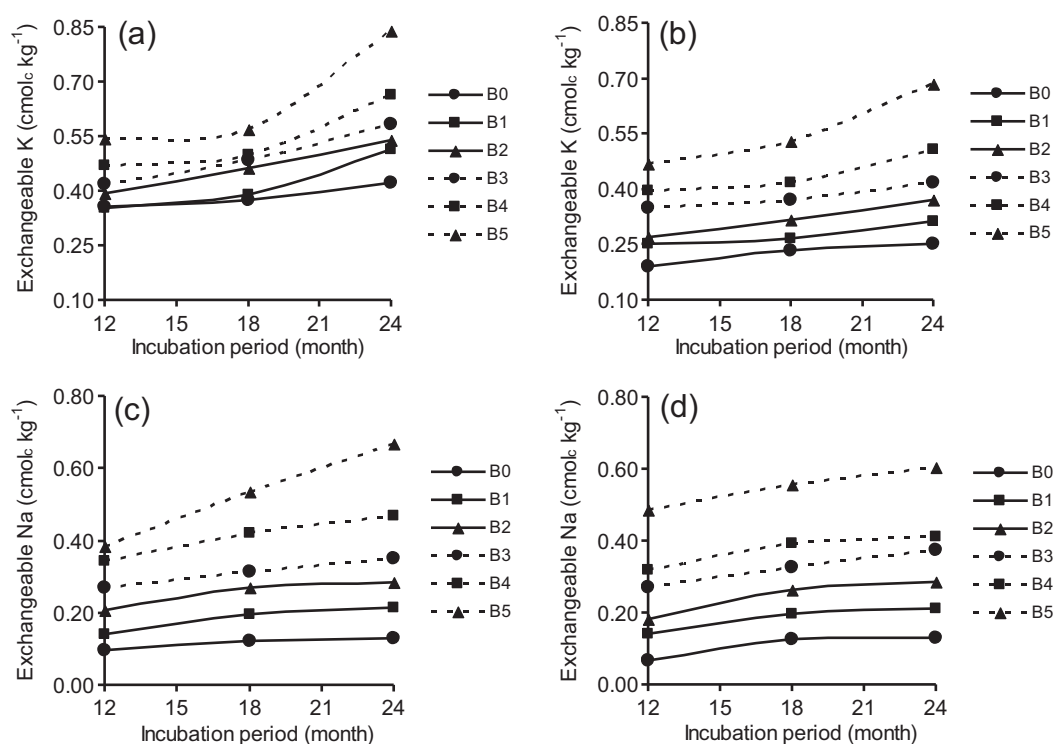 (a)
Exchangeable K (cmolc kg-1)
0.85
0.70
0.55
0.40
0.25
0.10
12 15 18 21 24
Incubation period (month)
B0
B1
B2
B3
B4
B5
(b)
Exchangeable K (cmolc kg-1)
0.85
0.70
0.55
0.40
0.25
0.10
12 15 18 21 24
Incubation period (month)
B0
B1
B2
B3
B4
B5
(c)
Exchangeable Na (cmolc kg-1)
0.80
0.60
0.40
0.20
0.00
12 15 18 21 24
Incubation period (month)
B0
B1
B2
B3
B4
B5
(d)
Exchangeable Na (cmolc kg-1)
0.80
0.60
0.40
0.20
0.00
12 15 18 21 24
Incubation period (month)
B0
B1
B2
B3
B4
B5